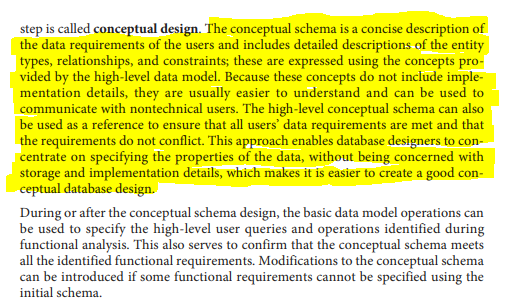 step is called conceptual design. The conceptual schema is a concise description of
the data requirements of the users and includes detailed descriptions of the entity
types, relationships, and constraints; these are expressed using the concepts pro-
vided by the high-level data model. Because these concepts do not include imple-
mentation details, they are usually easier to understand and can be used to
communicate with nontechnical users. The high-level conceptual schema can also
be used as a reference to ensure that all users' data requirements are met and that
the requirements do not conflict. This approach enables database designers to con-
centrate on specifying the properties of the data, without being concerned with
storage and implementation details, which makes it is easier to create a good con-
ceptual database design.
During or after the conceptual schema design, the basic data model operations can
be used to specify the high-level user queries and operations identified during
functional analysis. This also serves to confirm that the conceptual schema meets
all the identified functional requirements. Modifications to the conceptual schema
can be introduced if some functional requirements cannot be specified using the
initial schema.